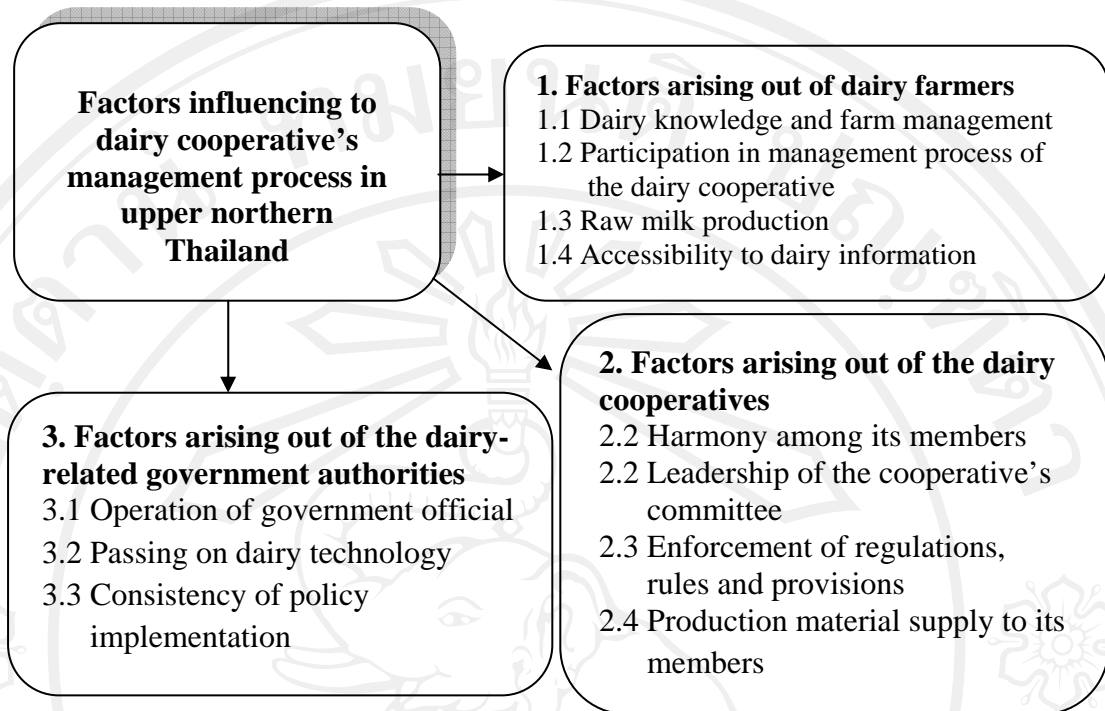 Factors influencing to
dairy cooperative’s
management process in
upper northern
Thailand
1. Factors arising out of dairy farmers
1.1 Dairy knowledge and farm management
1.2 Participation in management process of
the dairy cooperative
1.3 Raw milk production
1.4 Accessibility to dairy information
2. Factors arising out of the dairy
cooperatives
2.2 Harmony among its members
2.2 Leadership of the cooperative’s
committee
2.3 Enforcement of regulations,
rules and provisions
2.4 Production material supply to its
members
3. Factors arising out of the dairy-
related government authorities
3.1 Operation of government official
3.2 Passing on dairy technology
3.3 Consistency of policy
implementation